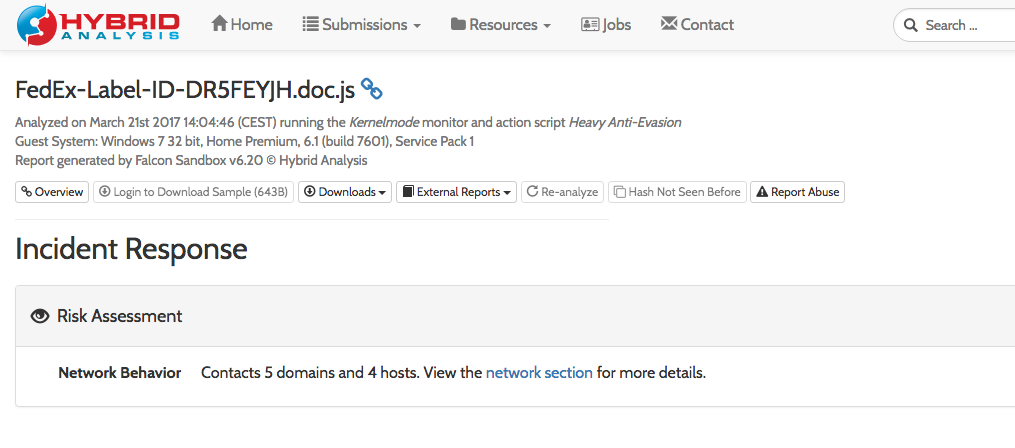 HYBRID
ANALYSIS
Home
Submissions
Resources
Jobs
Contact
Search ...
FedEx-Label-ID-DR5FEYJH.doc.js
Analyzed on March 21st 2017 14:04:46 (CEST) running the Kernelmode monitor and action script Heavy Anti-Evasion
Guest System: Windows 7 32 bit, Home Premium, 6.1 (build 7601), Service Pack 1
Report generated by Falcon Sandbox v6.20 © Hybrid Analysis
Overview
Login to Download Sample (643B)
Downloads
External Reports
Re-analyze
Hash Not Seen Before
Report Abuse
Incident Response
Risk Assessment
Network Behavior Contacts 5 domains and 4 hosts. View the network section for more details.